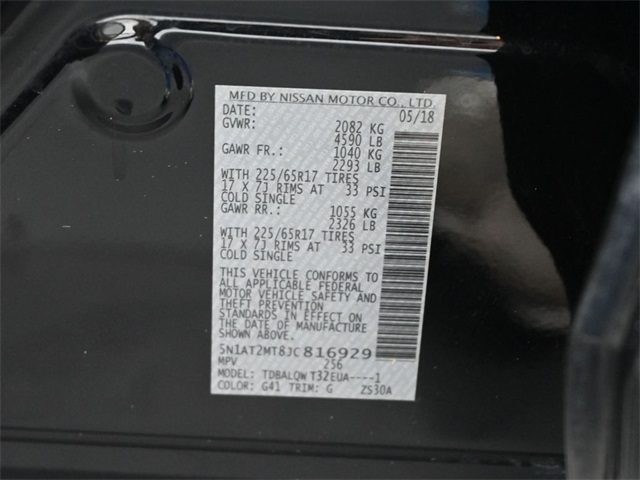 MFD BY NISSAN MOTOR CO., LTD
DATE: 05/18
GVWR: 2082 KG
4590 LB
GAWR FR.: 1040 KG
2293 LB
WITH 225/65R17 TIRES
17 X 7J RIMS AT 33 PSI
COLD SINGLE
GAWR RR.: 1055 KG
2326 LB
WITH 225/65R17 TIRES
17 X 7J RIMS AT 33 PSI
COLD SINGLE
THIS VEHICLE CONFORMS TO
ALL APPLICABLE FEDERAL
MOTOR VEHICLE SAFETY AND
THEFT PREVENTION
STANDARDS IN EFFECT ON
THE DATE OF MANUFACTURE
SHOWN ABOVE.
5N1AT2MT8JC816929
MPV 256
MODEL: TDBALQW T32EUA----1
COLOR: G41 TRIM: G ZS30A